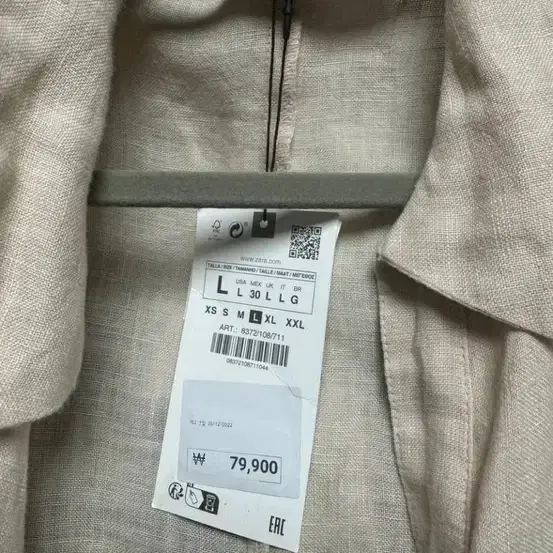 www.zara.com
TALLA / SIZE / TAMANHO / TAILLE / MAAT / ΜΕΓΕΘΟΣ
L
USA MEX UK IT BR
L 30 L L G
XS S M L XL XXL
ART.: 8372/108/711
08372108711044
₩ 79,900
EAC